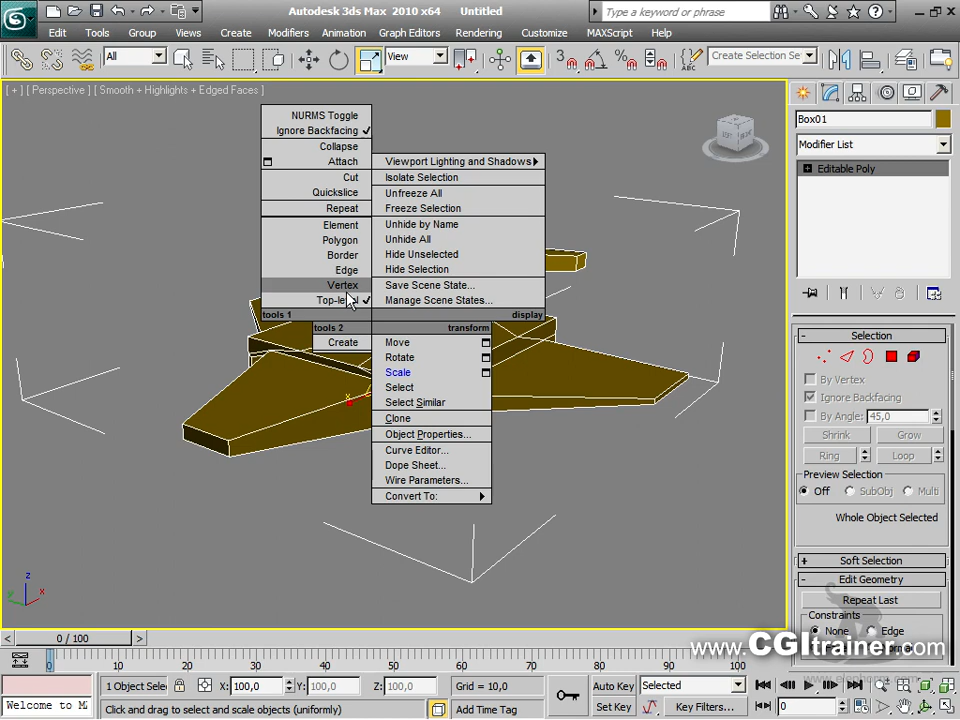 Autodesk 3ds Max 2010 x64 Untitled
Type a keyword or phrase
Edit Tools Group Views Create Modifiers Animation Graph Editors Rendering Customize MAXScript Help
All
View
3
Create Selection Se
[ + ] [ Perspective ] [ Smooth + Highlights + Edged Faces ]
NURMS Toggle
Ignore Backfacing
Collapse
Attach
Cut
Quickslice
Repeat
Element
Polygon
Border
Edge
Vertex
Top-level
tools 1
Viewport Lighting and Shadows
Isolate Selection
Unfreeze All
Freeze Selection
Unhide by Name
Unhide All
Hide Unselected
Hide Selection
Save Scene State...
Manage Scene States...
display
tools 2
Create
transform
Move
Rotate
Scale
Select
Select Similar
Clone
Object Properties...
Curve Editor...
Dope Sheet...
Wire Parameters...
Convert To:
x
z
x
y
Box01
Modifier List
Editable Poly
- Selection
By Vertex
Ignore Backfacing
By Angle: 45,0
Shrink Grow
Ring Loop
Preview Selection
Off SubObj Multi
Whole Object Selected
+ Soft Selection
- Edit Geometry
Repeat Last
Constraints
None Edge
www.CGItrainer.com
< 0 / 100 >
0 10 20 30 40 50 60 70 80 90 100
1 Object Selec X: 100,0 Y: 100,0 Z: 100,0 Grid = 10,0 Auto Key Selected
Welcome to M Click and drag to select and scale objects (uniformly) Add Time Tag Set Key Key Filters... 0